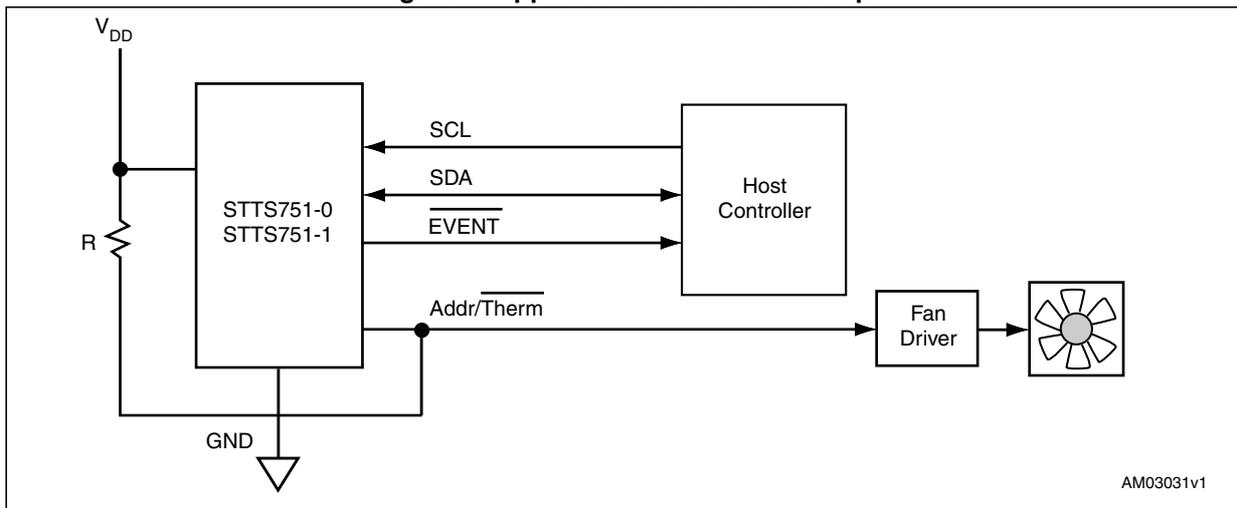 V_DD
SCL
SDA
EVENT
STTS751-0
STTS751-1
Host
Controller
R
Addr/Therm
Fan
Driver
GND
AM03031v1